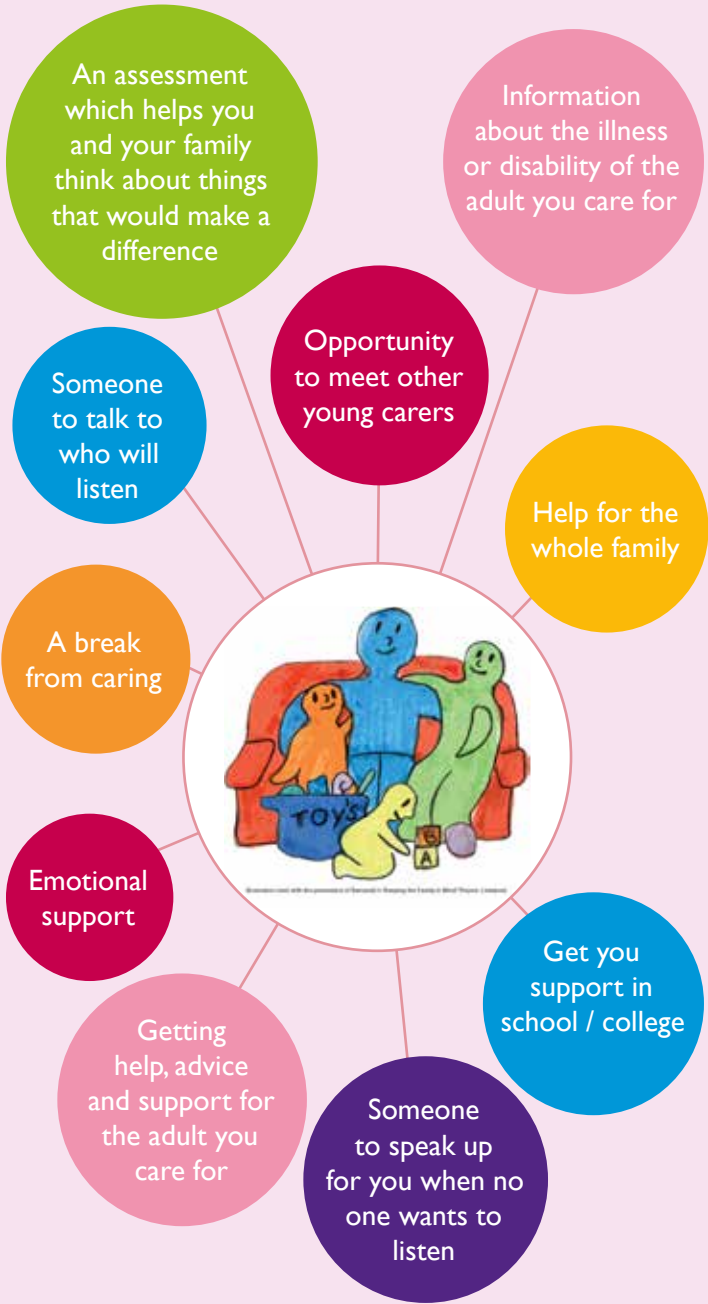 An assessment
which helps you
and your family
think about things
that would make a
difference
Information
about the illness
or disability of the
adult you care for
Opportunity
to meet other
young carers
Someone
to talk to
who will
listen
Help for the
whole family
A break
from caring
TOY'S
B
A
Emotional
support
Get you
support in
school / college
Getting
help, advice
and support for
the adult you
care for
Someone
to speak up
for you when no
one wants to
listen